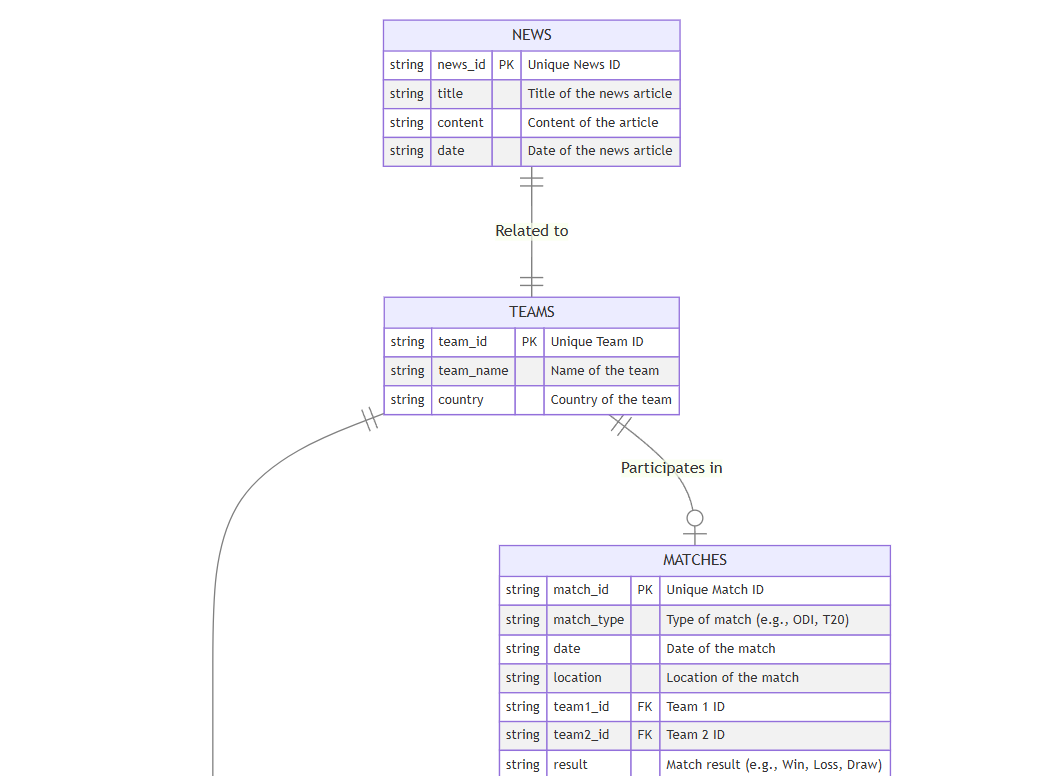 NEWS
string news_id PK Unique News ID
string title Title of the news article
string content Content of the article
string date Date of the news article
Related to
TEAMS
string team_id PK Unique Team ID
string team_name Name of the team
string country Country of the team
Participates in
MATCHES
string match_id PK Unique Match ID
string match_type Type of match (e.g., ODI, T20)
string date Date of the match
string location Location of the match
string team1_id FK Team 1 ID
string team2_id FK Team 2 ID
string result Match result (e.g., Win, Loss, Draw)